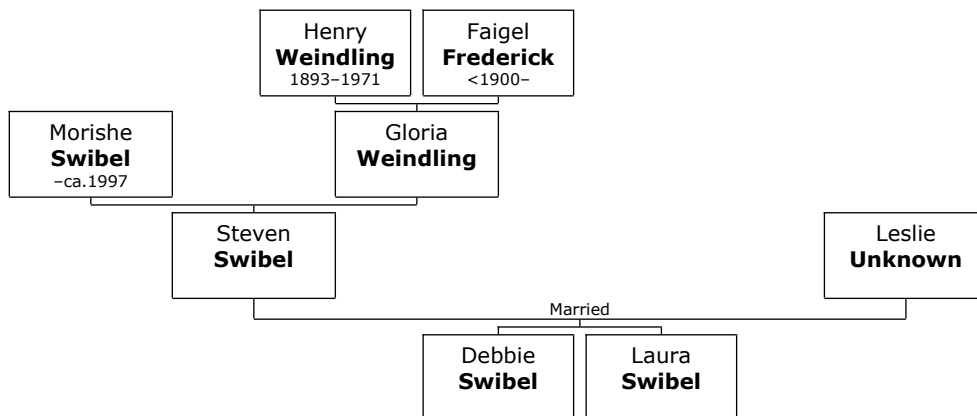 Henry
Weindling
1893–1971
Faigel
Frederick
<1900–
Morishe
Swibel
–ca.1997
Gloria
Weindling
Steven
Swibel
Leslie
Unknown
Married
Debbie
Swibel
Laura
Swibel